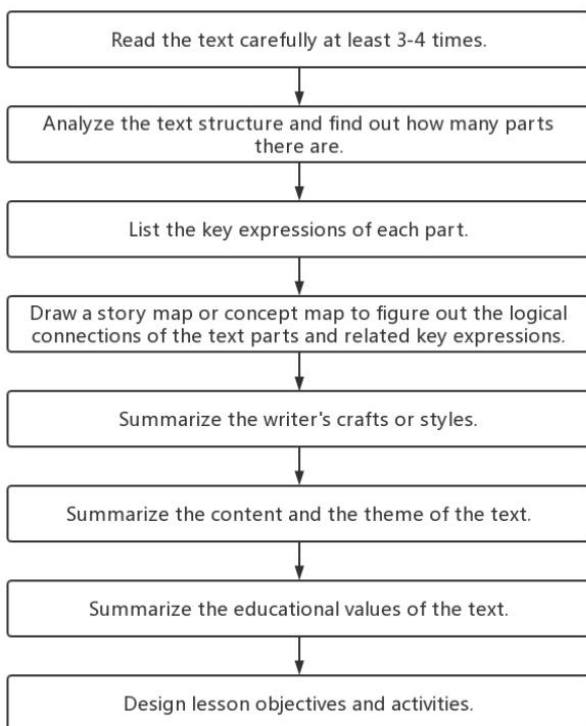 Read the text carefully at least 3-4 times.
Analyze the text structure and find out how many parts
there are.
List the key expressions of each part.
Draw a story map or concept map to figure out the logical
connections of the text parts and related key expressions.
Summarize the writer's crafts or styles.
Summarize the content and the theme of the text.
Summarize the educational values of the text.
Design lesson objectives and activities.